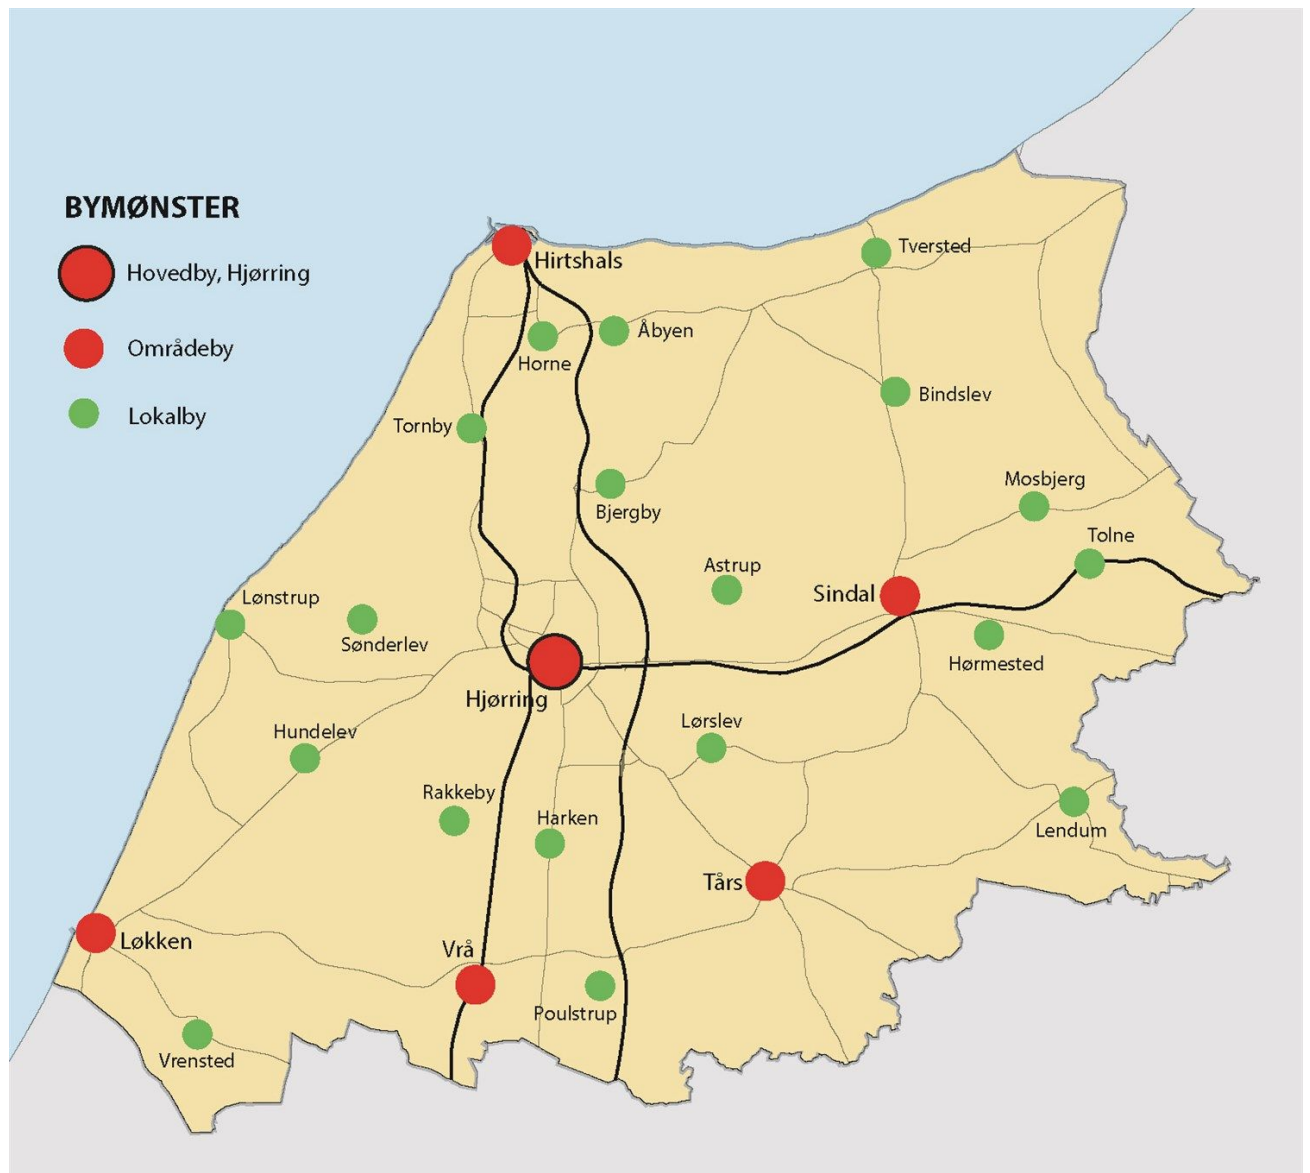 BYMØNSTER
Hovedby, Hjørring
Områdeby
Lokalby
Tversted
Hirtshals
Åbyen
Horne
Bindslev
Tornby
Mosbjerg
Bjergby
Tolne
Astrup
Sindal
Lønstrup
Sønderlev
Hørmested
Hjørring
Lørslev
Hundelev
Rakkeby
Harken
Lendum
Tårs
Løkken
Vrå
Poulstrup
Vrensted